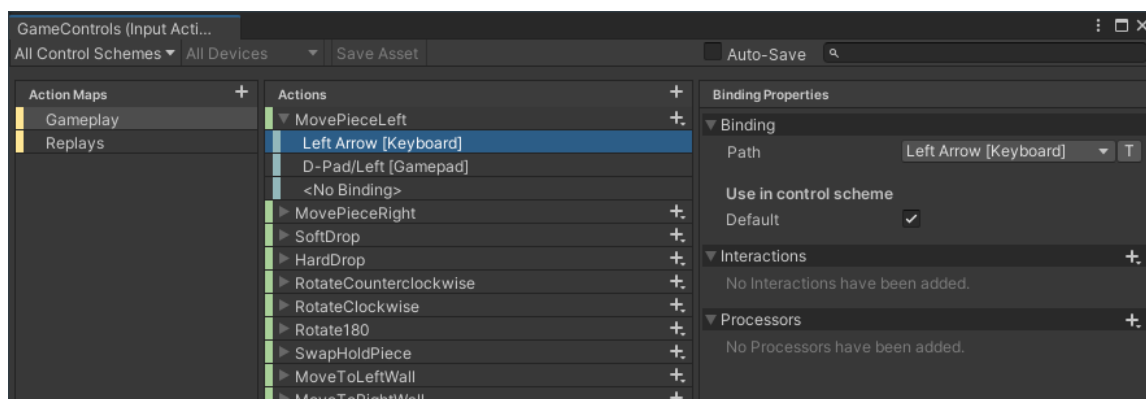 GameControls (Input Acti...
All Control Schemes All Devices Save Asset Auto-Save
Action Maps
Gameplay
Replays
Actions
MovePieceLeft
Left Arrow [Keyboard]
D-Pad/Left [Gamepad]
<No Binding>
MovePieceRight
SoftDrop
HardDrop
RotateCounterclockwise
RotateClockwise
Rotate180
SwapHoldPiece
MoveToLeftWall
MoveToRightWall
Binding Properties
Binding
Path Left Arrow [Keyboard] T
Use in control scheme
Default
Interactions
No Interactions have been added.
Processors
No Processors have been added.